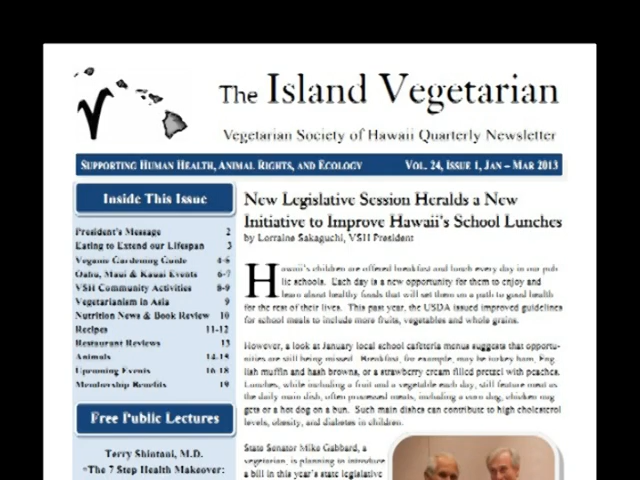 The Island Vegetarian
Vegetarian Society of Hawaii Quarterly Newsletter
SUPPORTING HUMAN HEALTH, ANIMAL RIGHTS, AND ECOLOGY VOL. 24, ISSUE 1, JAN – MAR 2013
Inside This Issue
President's Message 2
Eating to Extend our Lifespan 3
Veganic Gardening Guide 4-6
Oahu, Maui & Kauai Events 6-7
VSH Community Activities 8-9
Vegetarianism in Asia 9
Nutrition News & Book Review 10
Recipes 11-12
Restaurant Reviews 13
Animals 14-15
Upcoming Events 16-18
Membership Benefits 19
Free Public Lectures
Terry Shintani, M.D.
"The 7 Step Health Makeover:
New Legislative Session Heralds a New
Initiative to Improve Hawaii's School Lunches
by Lorraine Sakaguchi, VSH President
Hawaii's children are offered breakfast and lunch every day in our pub-
lic schools. Each day is a new opportunity for them to enjoy and
learn about healthy foods that will set them on a path to good health
for the rest of their lives. This past year, the USDA issued improved guidelines
for school meals to include more fruits, vegetables and whole grains.
However, a look at January local school cafeteria menus suggests that opportu-
nities are still being missed. Breakfast, for example, may be turkey ham, Eng-
lish muffin and hash browns, or a strawberry cream filled pretzel with peaches.
Lunches, while including a fruit and a vegetable each day, still feature meat as
the daily main dish, often processed meats, including a corn dog, chicken nug-
gets or a hot dog on a bun. Such main dishes can contribute to high cholesterol
levels, obesity, and diabetes in children.
State Senator Mike Gabbard, a
vegetarian, is planning to introduce
a bill in this year's state legislative